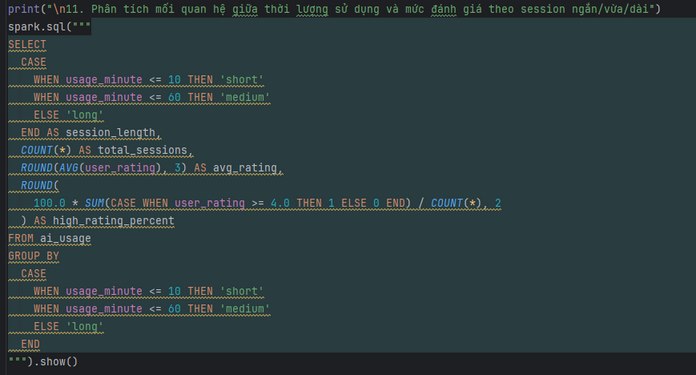 print("\n11. Phân tích mối quan hệ giữa thời lượng sử dụng và mức đánh giá theo session ngắn/vừa/dài")
spark.sql("""
SELECT
  CASE
    WHEN usage_minute <= 10 THEN 'short'
    WHEN usage_minute <= 60 THEN 'medium'
    ELSE 'long'
  END AS session_length,
  COUNT(*) AS total_sessions,
  ROUND(AVG(user_rating), 3) AS avg_rating,
  ROUND(
    100.0 * SUM(CASE WHEN user_rating >= 4.0 THEN 1 ELSE 0 END) / COUNT(*), 2
  ) AS high_rating_percent
FROM ai_usage
GROUP BY
  CASE
    WHEN usage_minute <= 10 THEN 'short'
    WHEN usage_minute <= 60 THEN 'medium'
    ELSE 'long'
  END
""").show()